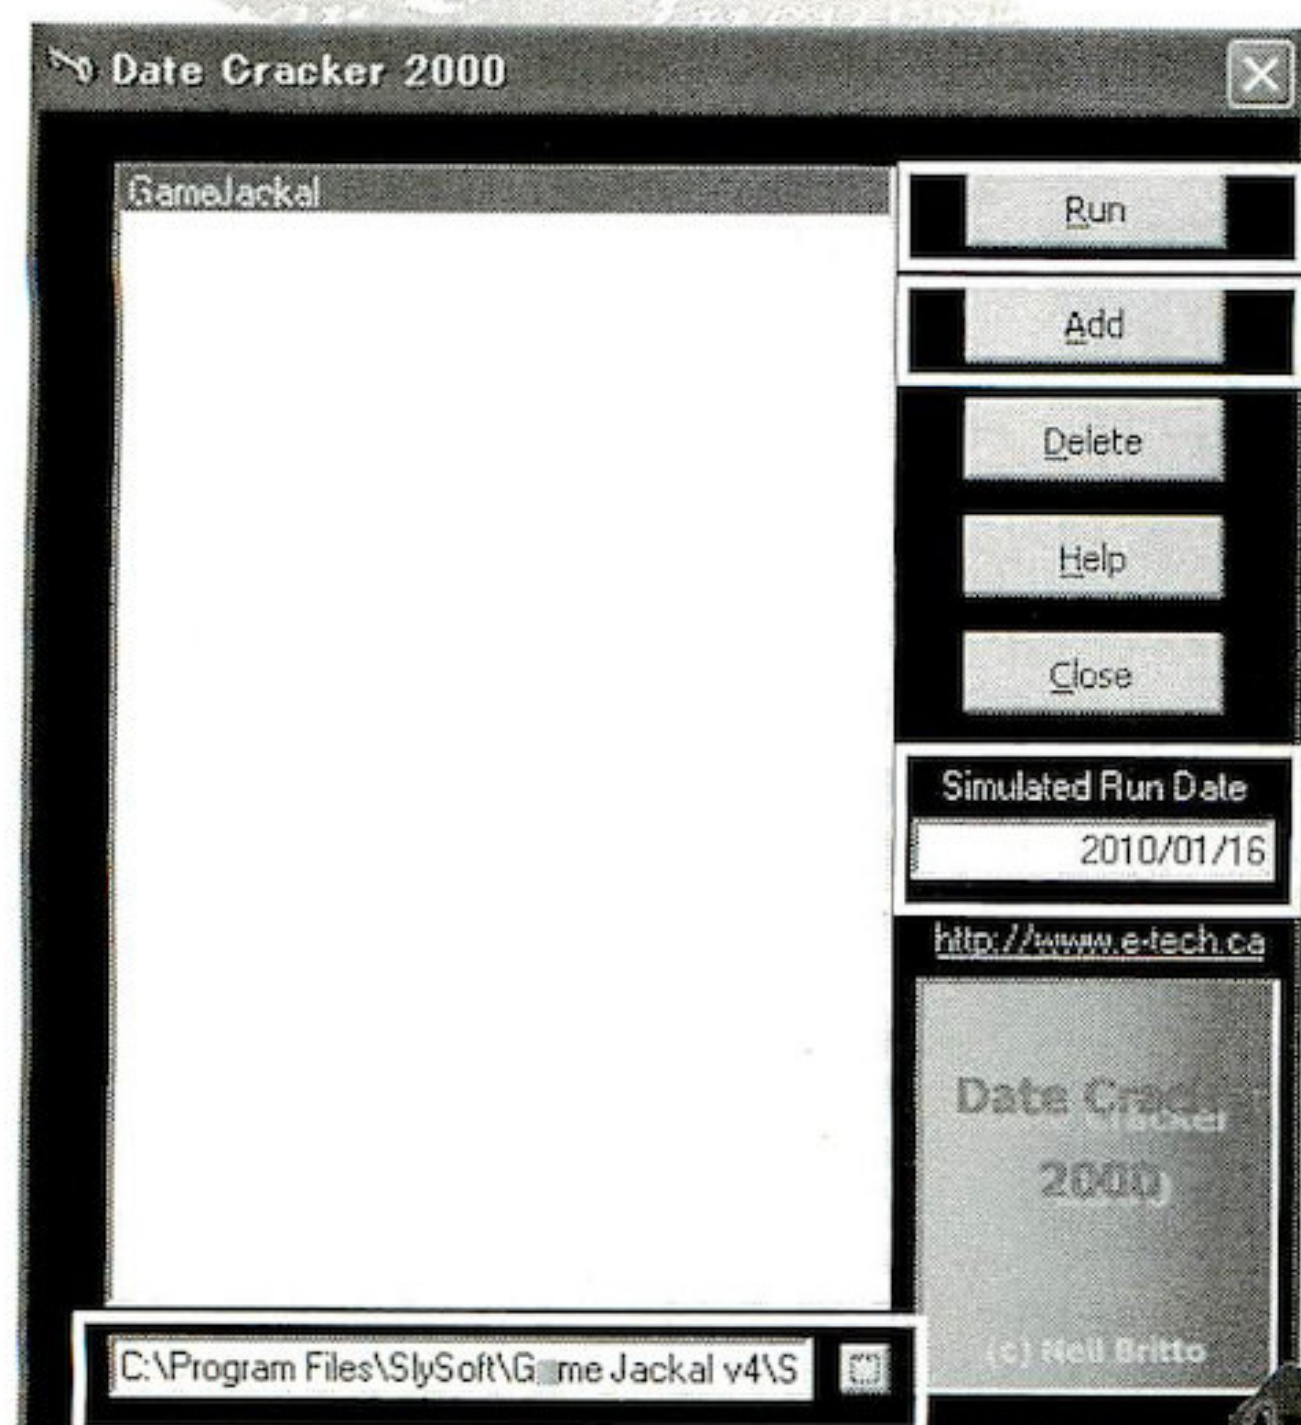 Date Cracker 2000
GameJackal
Run
Add
Delete
Help
Close
Simulated Run Date
2010/01/16
http://www.e-tech.ca
Date Cracker
2000
(c) Neil Britto
C:\Program Files\SlySoft\Game Jackal v4\S